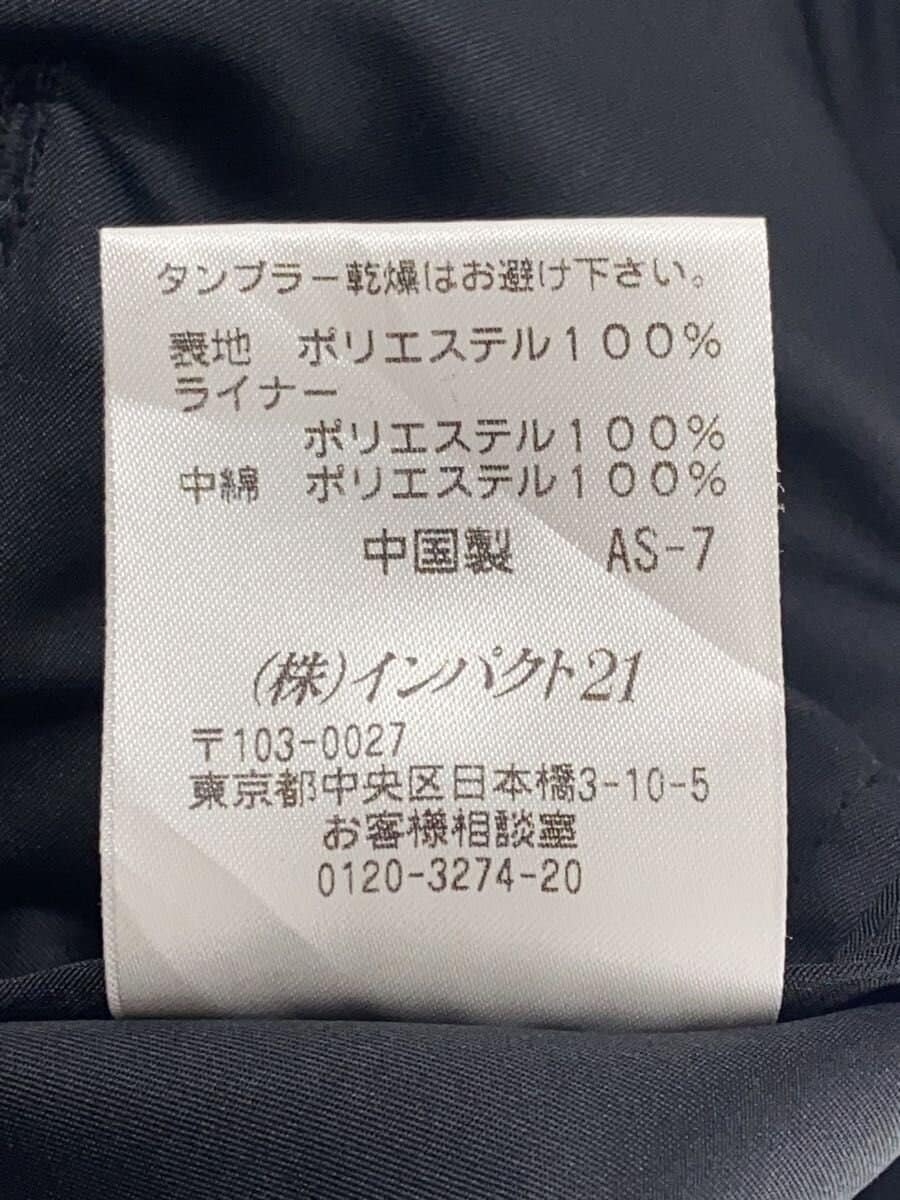 タンブラー乾燥はお避け下さい。
表地 ポリエステル100%
ライナー
ポリエステル100%
中綿 ポリエステル100%
中国製 AS-7
(株)インパクト21
〒103-0027
東京都中央区日本橋3-10-5
お客様相談室
0120-3274-20